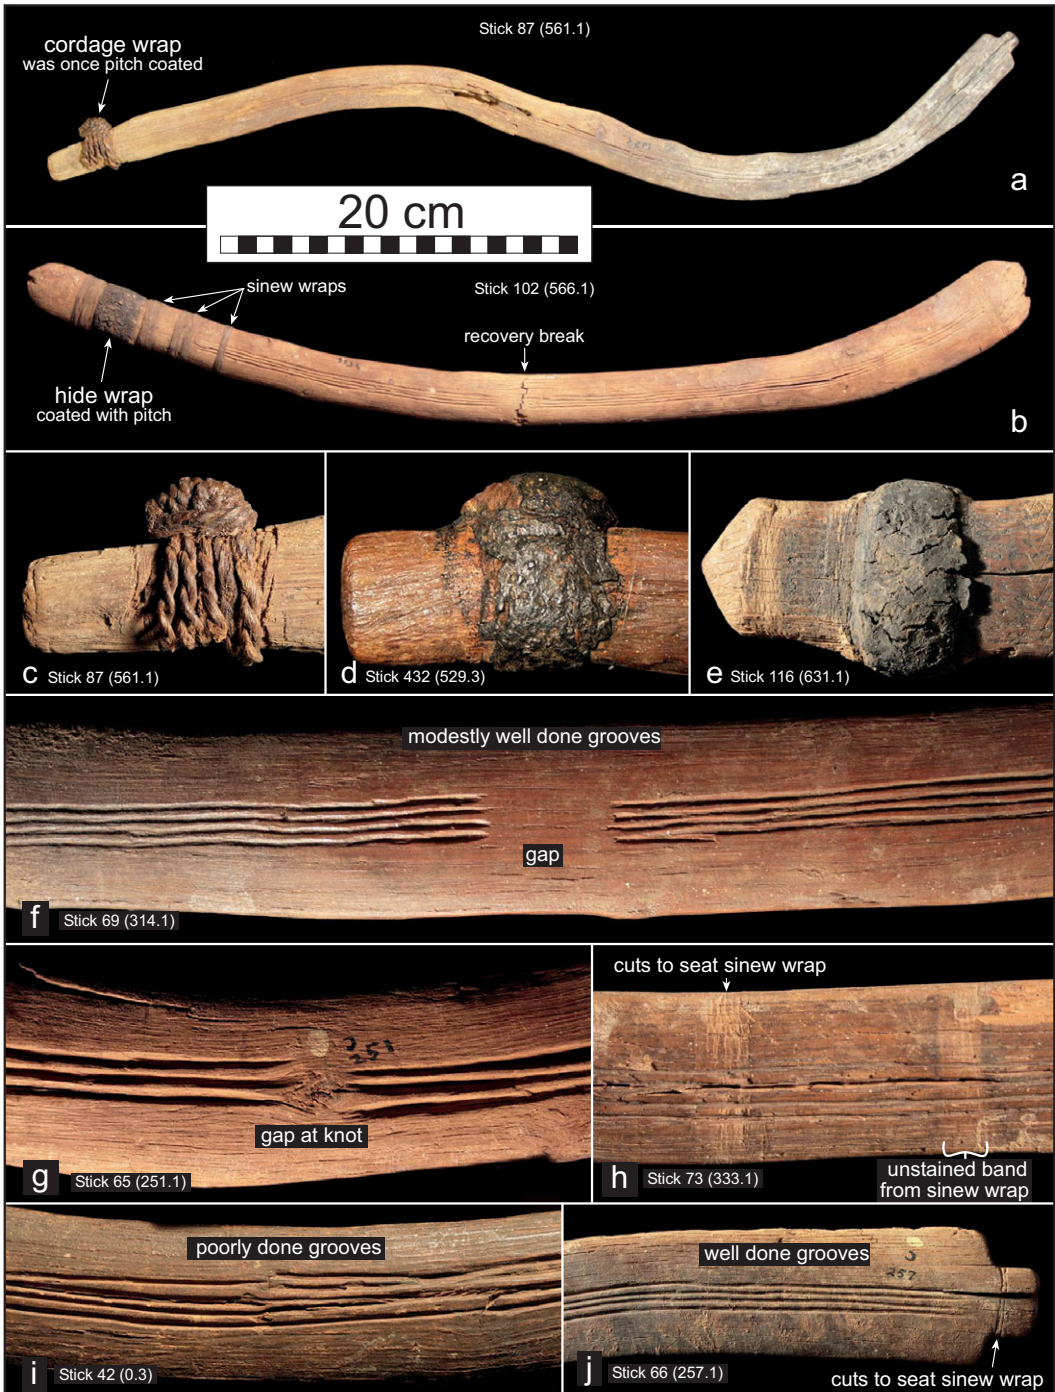 Stick 87 (561.1)
cordage wrap
was once pitch coated
a
20 cm
sinew wraps
Stick 102 (566.1)
recovery break
hide wrap
coated with pitch
b
c Stick 87 (561.1)
d Stick 432 (529.3)
e Stick 116 (631.1)
modestly well done grooves
gap
f Stick 69 (314.1)
251
gap at knot
g Stick 65 (251.1)
cuts to seat sinew wrap
unstained band
from sinew wrap
h Stick 73 (333.1)
poorly done grooves
i Stick 42 (0.3)
well done grooves
257
j Stick 66 (257.1)
cuts to seat sinew wrap